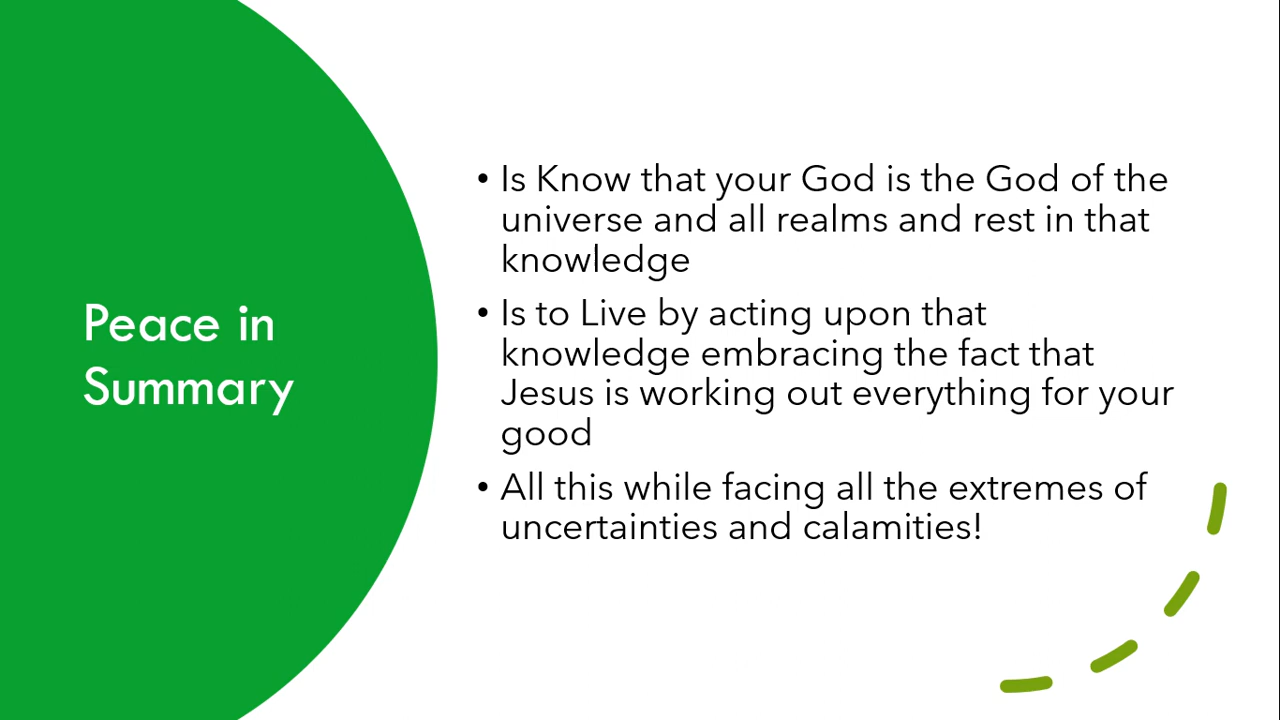 Peace in
Summary
• Is Know that your God is the God of the
universe and all realms and rest in that
knowledge
• Is to Live by acting upon that
knowledge embracing the fact that
Jesus is working out everything for your
good
• All this while facing all the extremes of
uncertainties and calamities!